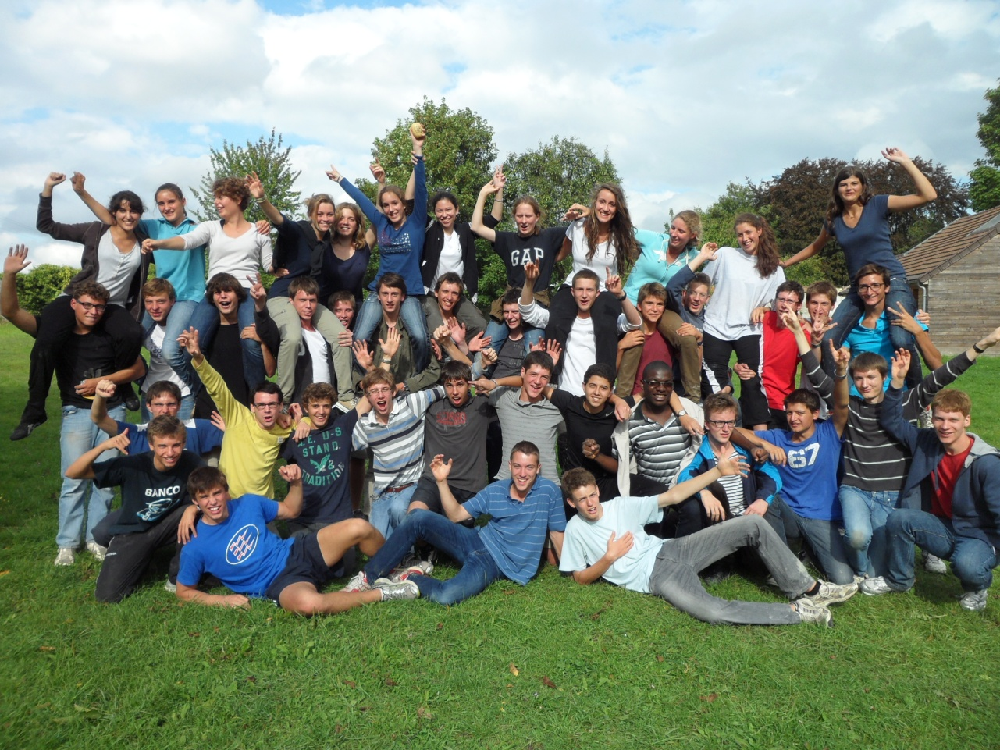 GAP
BANCO
A.E. U-S
STAND.
&
TRADITION
67